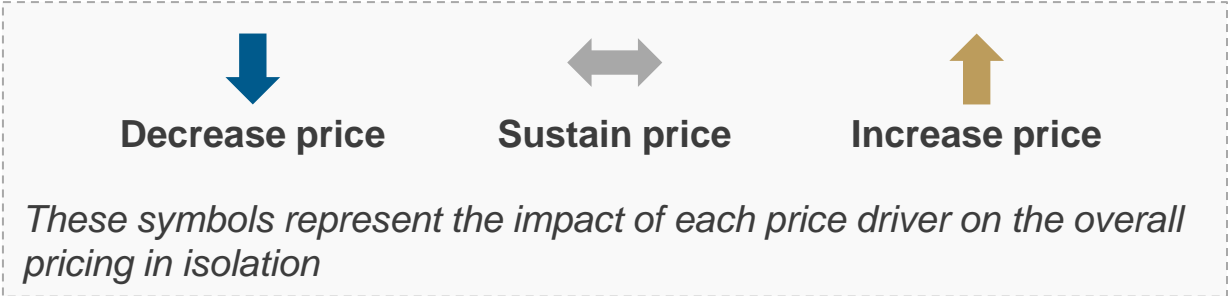 Decrease price
Sustain price
Increase price
These symbols represent the impact of each price driver on the overall
pricing in isolation